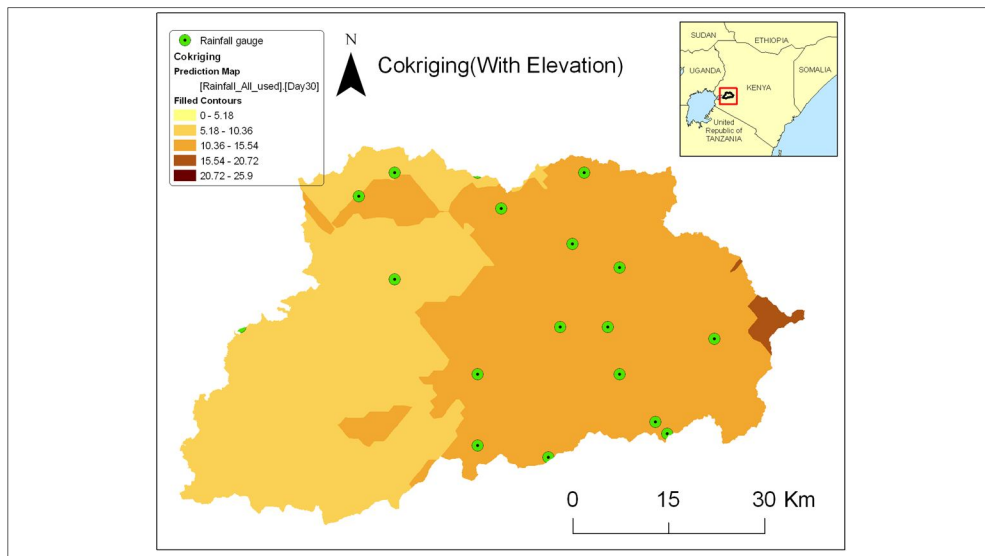 Rainfall gauge
Cokriging
Prediction Map
[Rainfall_All_used].[Day30]
Filled Contours
0 - 5.18
5.18 - 10.36
10.36 - 15.54
15.54 - 20.72
20.72 - 25.9
N
Cokriging(With Elevation)
SUDAN
ETHIOPIA
UGANDA
SOMALIA
KENYA
United
Republic of
TANZANIA
0 15 30 Km